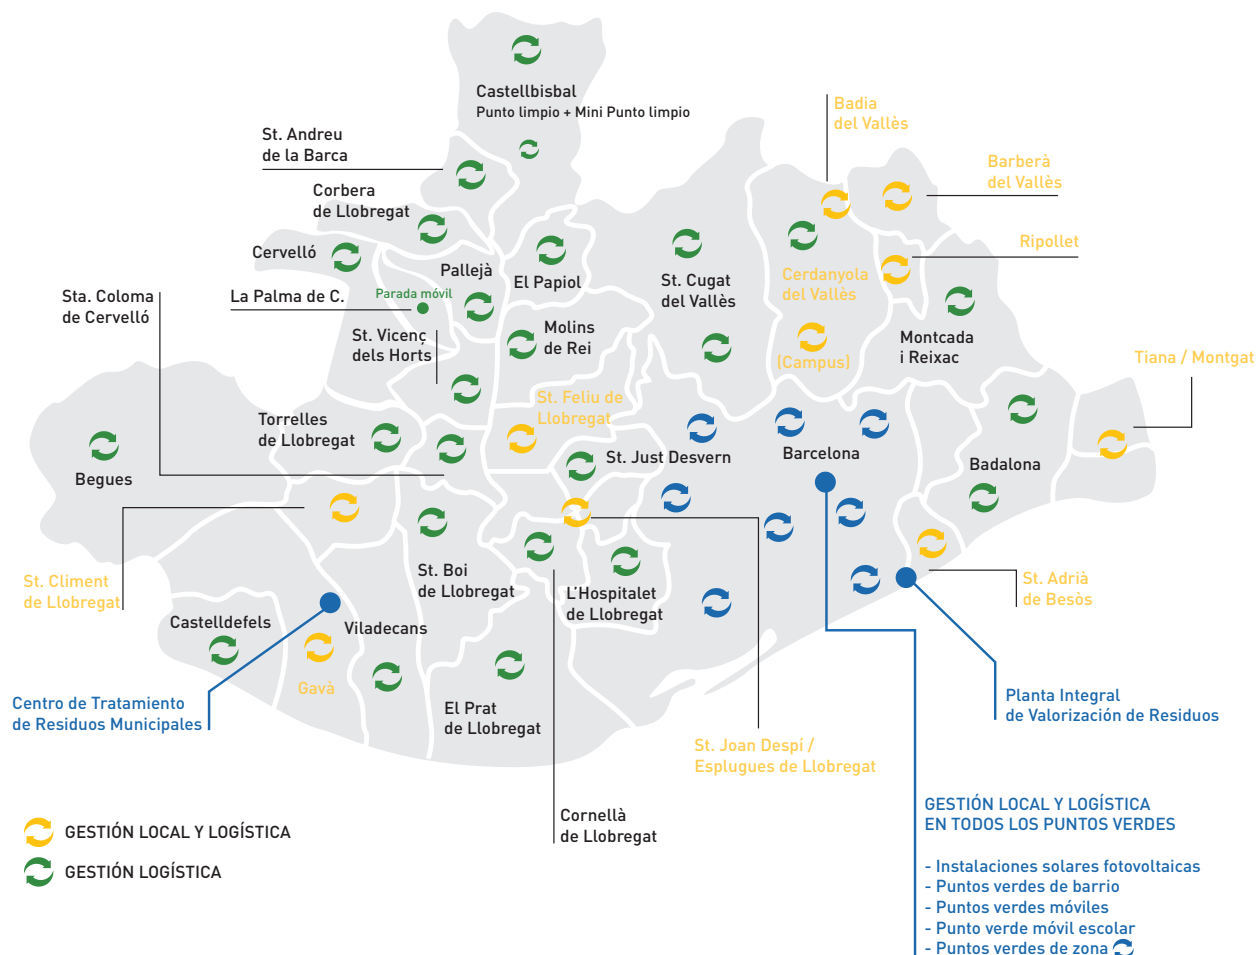 Castellbisbal
Punto limpio + Mini Punto limpio
St. Andreu
de la Barca
Corbera
de Llobregat
Cervelló
Badia
del Vallès
Barberà
del Vallès
Ripollet
Pallejà
El Papiol
St. Cugat
del Vallès
Cerdanyola
del Vallès
(Campus)
Sta. Coloma
de Cervelló
La Palma de C.
Parada móvil
St. Vicenç
dels Horts
Molins
de Rei
Montcada
i Reixac
Tiana / Montgat
St. Feliu de
Llobregat
Torrelles
de Llobregat
Begues
St. Just Desvern
Barcelona
Badalona
St. Climent
de Llobregat
St. Boi
de Llobregat
L'Hospitalet
de Llobregat
St. Adrià
de Besòs
Castelldefels
Viladecans
Gavà
Centro de Tratamiento
de Residuos Municipales
El Prat
de Llobregat
Planta Integral
de Valorización de Residuos
St. Joan Despí /
Esplugues de Llobregat
Cornellà
de Llobregat
GESTIÓN LOCAL Y LOGÍSTICA
GESTIÓN LOGÍSTICA
GESTIÓN LOCAL Y LOGÍSTICA
EN TODOS LOS PUNTOS VERDES
- Instalaciones solares fotovoltaicas
- Puntos verdes de barrio
- Puntos verdes móviles
- Punto verde móvil escolar
- Puntos verdes de zona